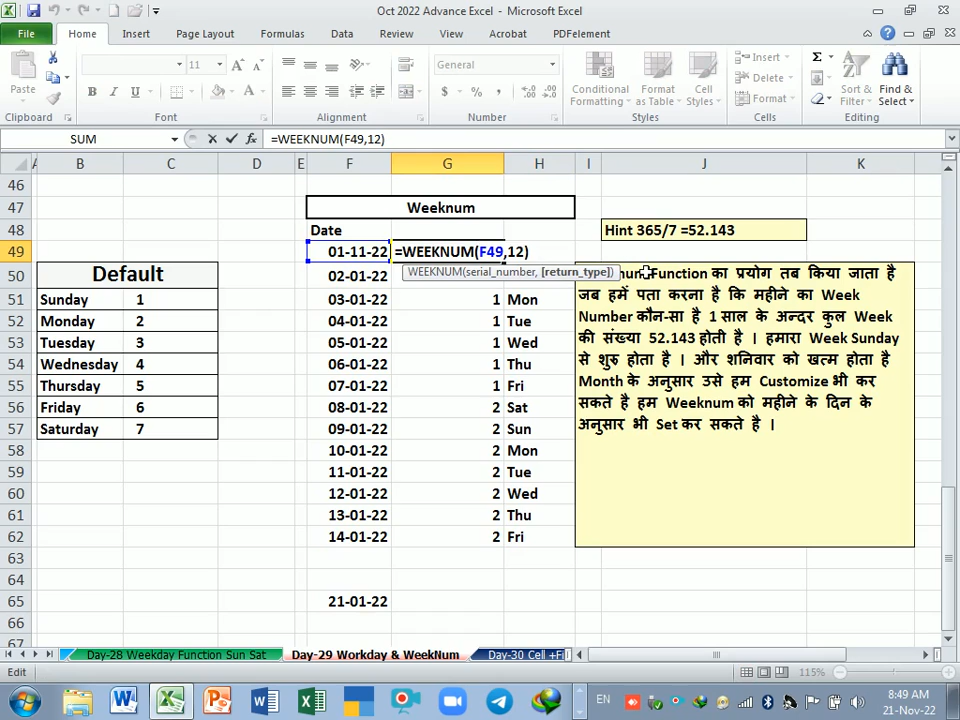 Oct 2022 Advance Excel - Microsoft Excel
File Home Insert Page Layout Formulas Data Review View Acrobat PDFelement
Paste
Clipboard
11
B I U
Font
Alignment
General
$ % ,
Number
Conditional Formatting
Format as Table
Cell Styles
Styles
Insert
Delete
Format
Cells
Sort & Filter
Find & Select
Editing
SUM
=WEEKNUM(F49,12)
A B C D E F G H I J K
46
47 Weeknum
48 Date Hint 365/7 =52.143
49 01-11-22 =WEEKNUM(F49,12)
WEEKNUM(serial_number, [return_type])
50 Default 02-01-22
51 Sunday 1 03-01-22 1 Mon
52 Monday 2 04-01-22 1 Tue
53 Tuesday 3 05-01-22 1 Wed
54 Wednesday 4 06-01-22 1 Thu
55 Thursday 5 07-01-22 1 Fri
56 Friday 6 08-01-22 2 Sat
57 Saturday 7 09-01-22 2 Sun
58 10-01-22 2 Mon
59 11-01-22 2 Tue
60 12-01-22 2 Wed
61 13-01-22 2 Thu
62 14-01-22 2 Fri
63
64
65 21-01-22
66
67
Function का प्रयोग तब किया जाता है
जब हमें पता करना है कि महीने का Week
Number कौन-सा है 1 साल के अन्दर कुल Week
की संख्या 52.143 होती है । हमारा Week Sunday
से शुरु होता है । और शनिवार को खत्म होता है
Month के अनुसार उसे हम Customize भी कर
सकते है हम Weeknum को महीने के दिन के
अनुसार भी Set कर सकते है ।
Day-28 Weekday Function Sun Sat
Day-29 Workday & WeekNum
Day-30 Cell +Fi
Edit
115%
EN
8:49 AM
21-Nov-22